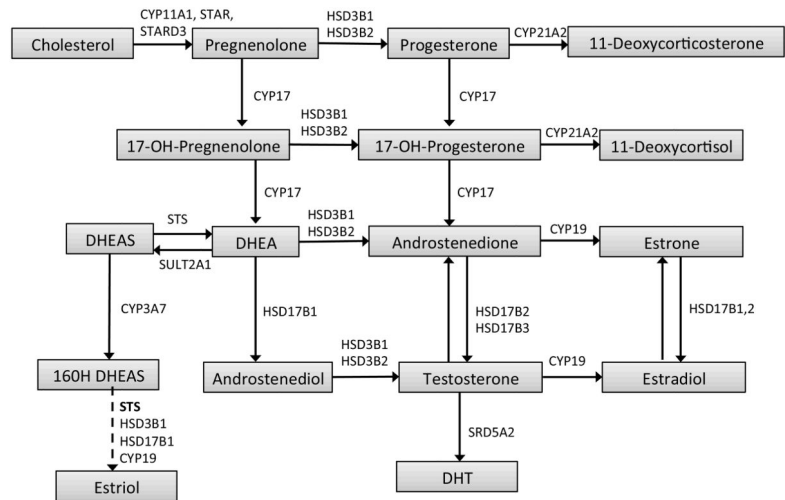 CYP11A1, STAR,
STARD3
HSD3B1
HSD3B2
CYP21A2
Cholesterol
Pregnenolone
Progesterone
11-Deoxycorticosterone
CYP17
CYP17
HSD3B1
HSD3B2
CYP21A2
17-OH-Pregnenolone
17-OH-Progesterone
11-Deoxycortisol
CYP17
CYP17
STS
HSD3B1
HSD3B2
CYP19
DHEAS
DHEA
Androstenedione
Estrone
SULT2A1
CYP3A7
HSD17B1
HSD17B2
HSD17B3
HSD17B1,2
HSD3B1
HSD3B2
CYP19
160H DHEAS
Androstenediol
Testosterone
Estradiol
STS
HSD3B1
HSD17B1
CYP19
SRD5A2
Estriol
DHT